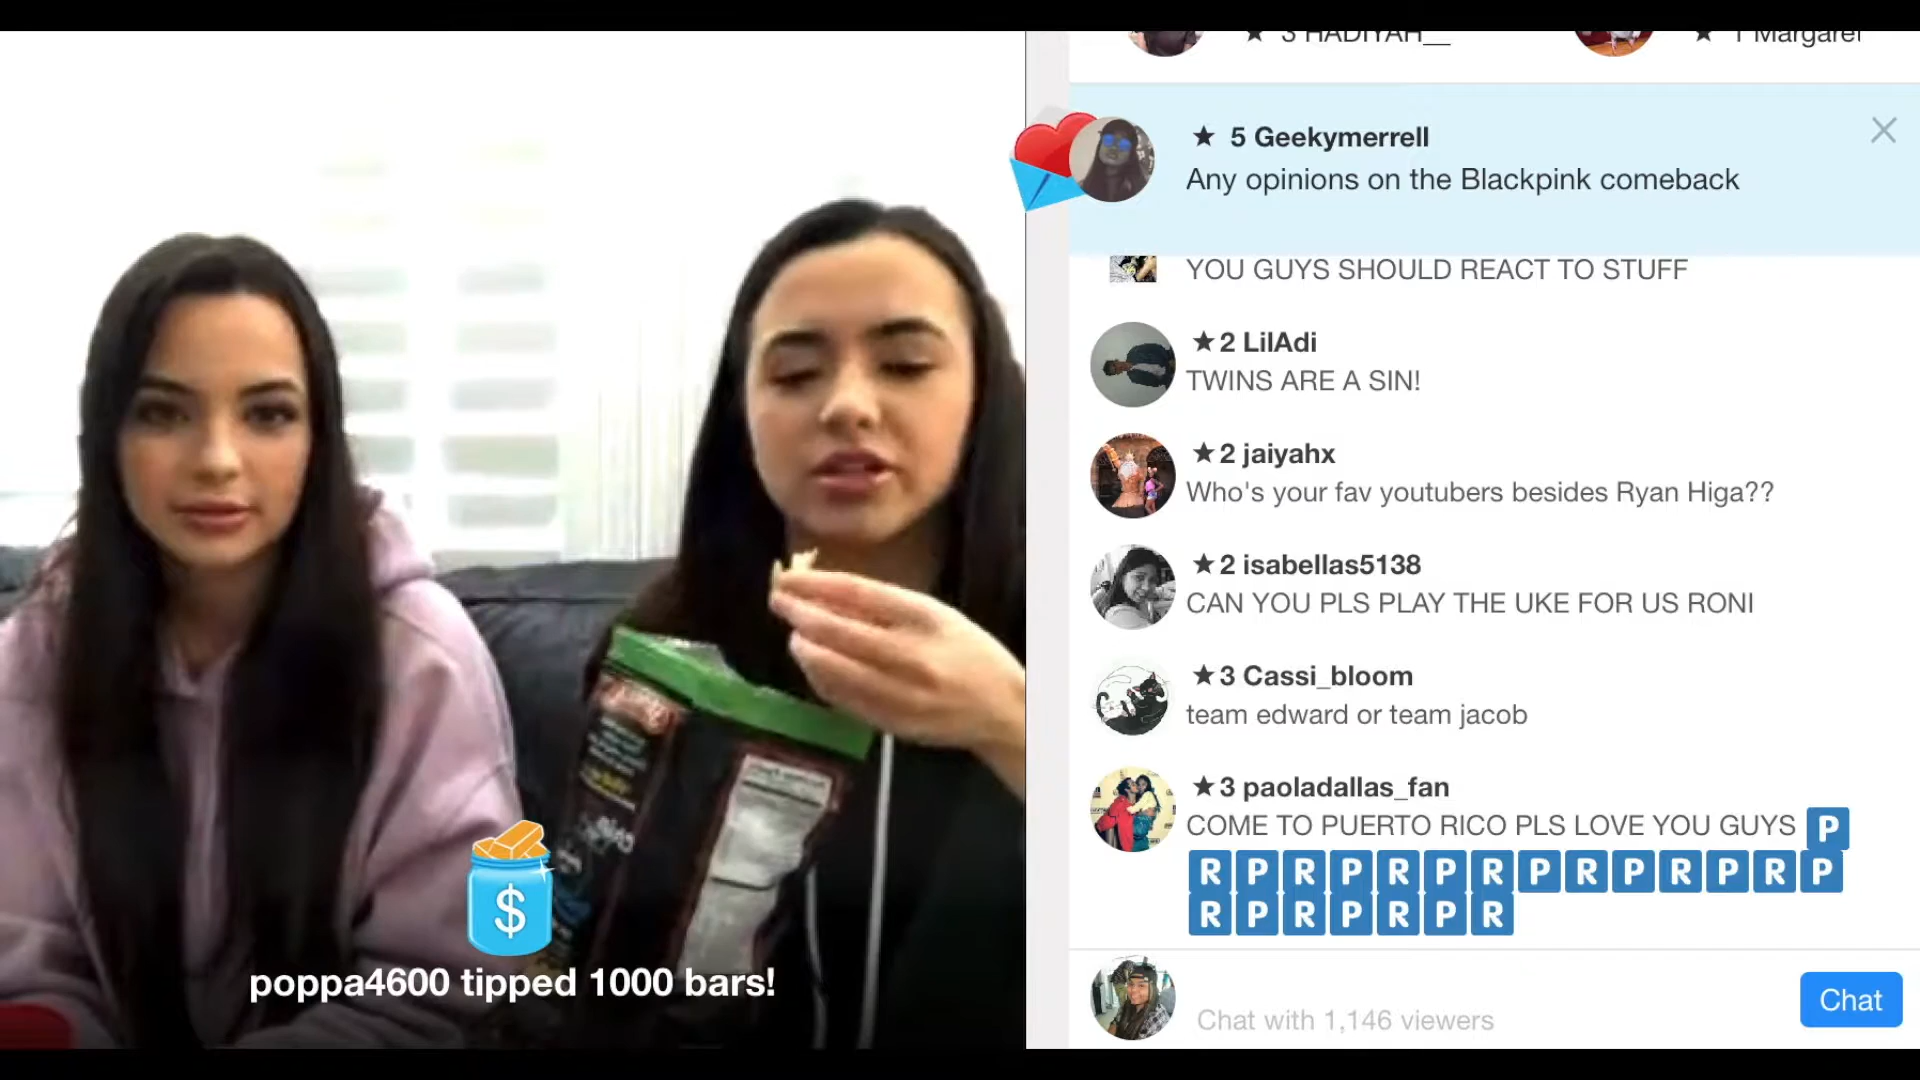 ★ 3 HADIYAH__
★ 1 Margaret
★ 5 Geekymerrell
Any opinions on the Blackpink comeback
YOU GUYS SHOULD REACT TO STUFF
★2 LilAdi
TWINS ARE A SIN!
★2 jaiyahx
Who's your fav youtubers besides Ryan Higa??
★2 isabellas5138
CAN YOU PLS PLAY THE UKE FOR US RONI
★3 Cassi_bloom
team edward or team jacob
★3 paoladallas_fan
COME TO PUERTO RICO PLS LOVE YOU GUYS P
R P R P R P R P R P R P R P
R P R P R P R
$
poppa4600 tipped 1000 bars!
Chat with 1,146 viewers
Chat